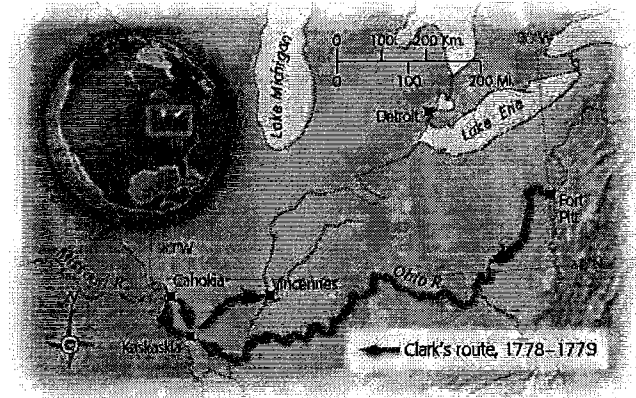 Lake Michigan
0 100 200 Km.
0 100 200 Mi.
80°W
Detroit
Lake Erie
Fort
Pitt
Ohio R.
Cahokia
Vincennes
Kaskaskia
N
Clark's route, 1778–1779